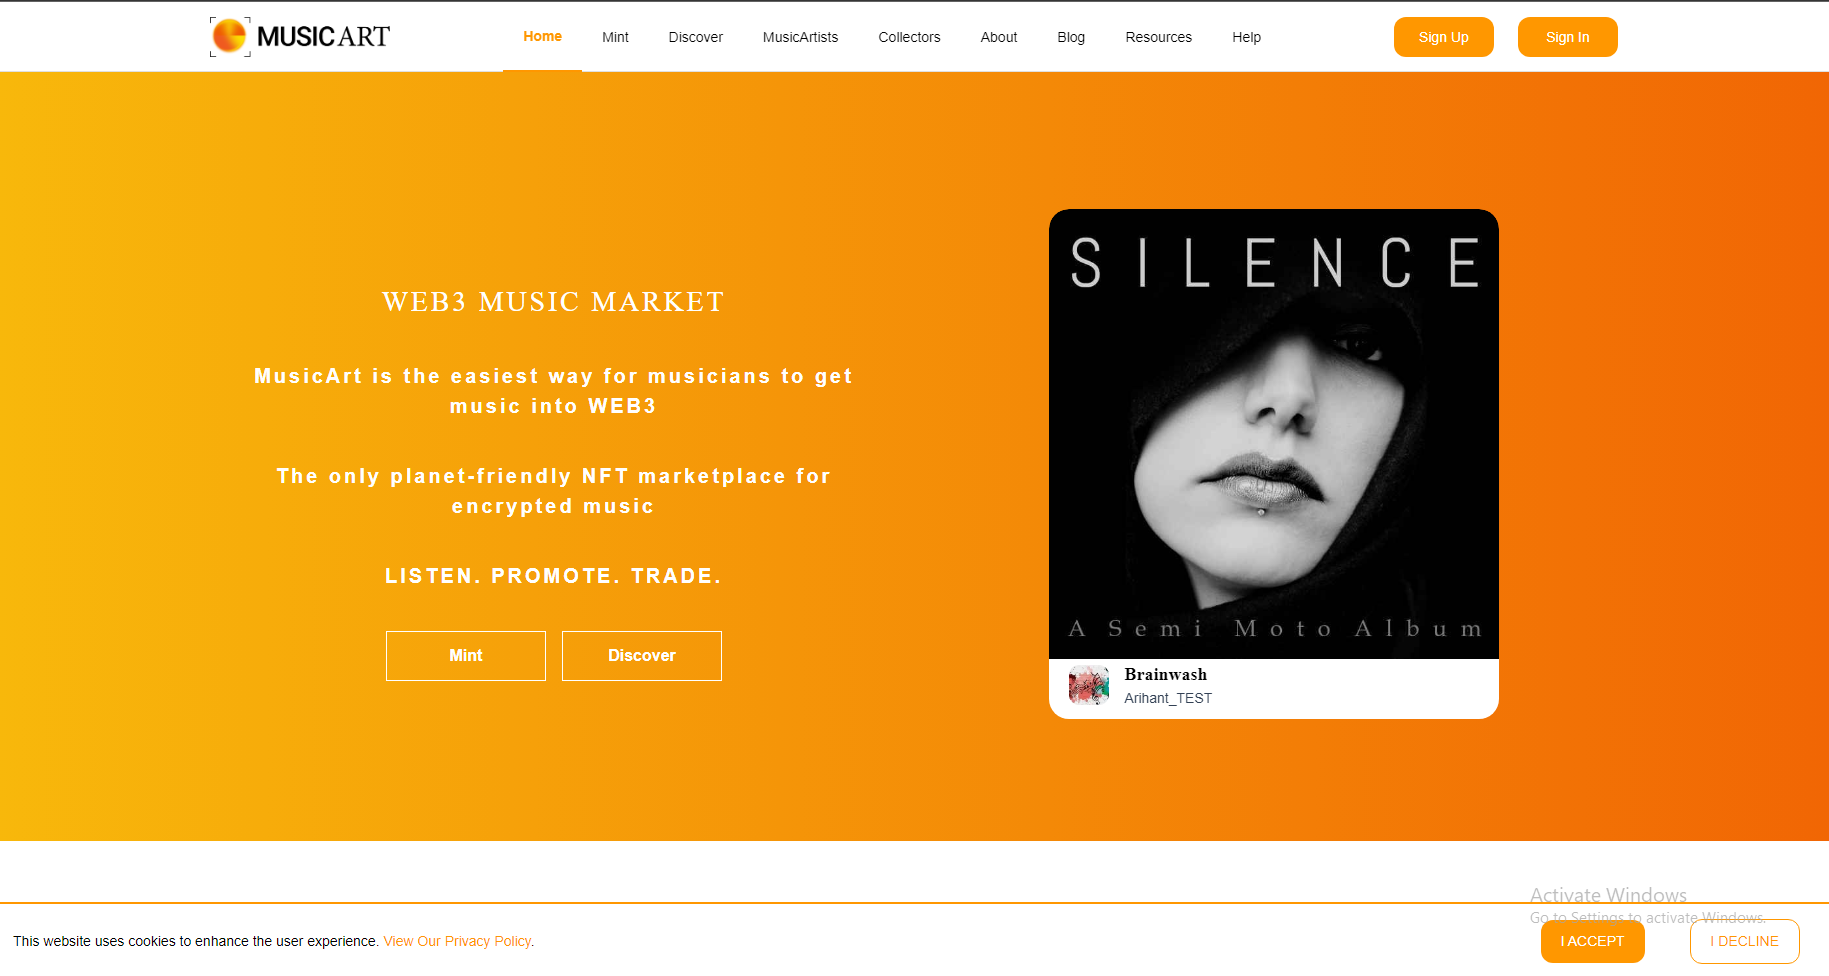 MUSICART
Home Mint Discover MusicArtists Collectors About Blog Resources Help
Sign Up Sign In
WEB3 MUSIC MARKET
MusicArt is the easiest way for musicians to get
music into WEB3
The only planet-friendly NFT marketplace for
encrypted music
LISTEN. PROMOTE. TRADE.
Mint Discover
SILENCE
A Semi Moto Album
Brainwash
Arihant_TEST
Activate Windows
Go to Settings to activate Windows.
This website uses cookies to enhance the user experience. View Our Privacy Policy.
I ACCEPT I DECLINE